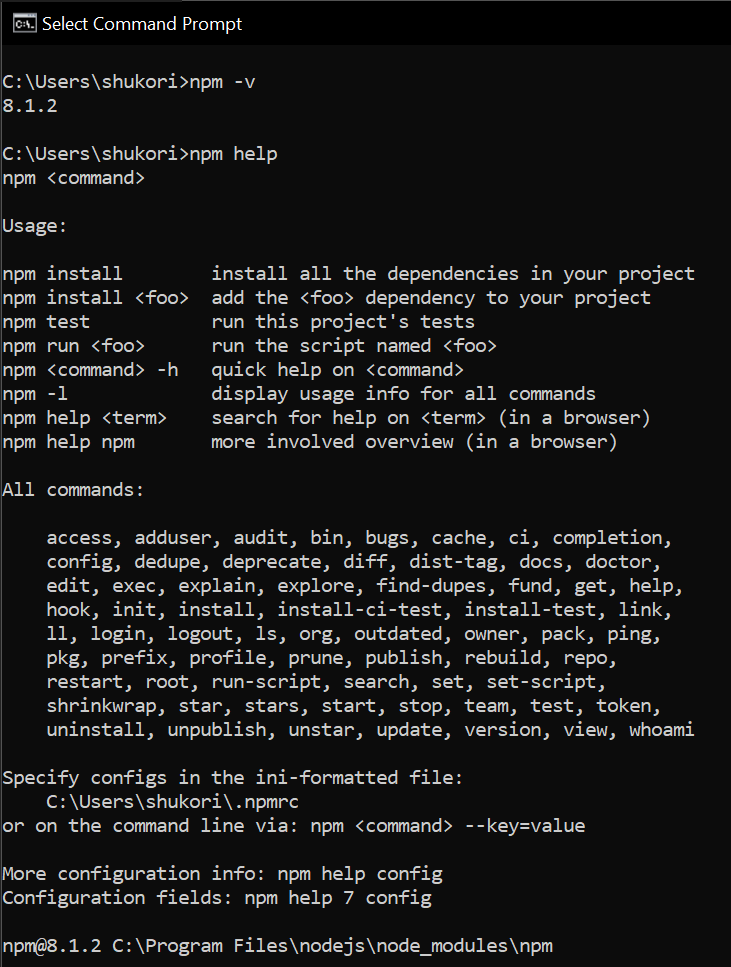 Select Command Prompt
C:\Users\shukori>npm -v
8.1.2
C:\Users\shukori>npm help
npm <command>
Usage:
npm install        install all the dependencies in your project
npm install <foo>  add the <foo> dependency to your project
npm test           run this project's tests
npm run <foo>      run the script named <foo>
npm <command> -h   quick help on <command>
npm -l             display usage info for all commands
npm help <term>    search for help on <term> (in a browser)
npm help npm       more involved overview (in a browser)
All commands:
    access, adduser, audit, bin, bugs, cache, ci, completion,
    config, dedupe, deprecate, diff, dist-tag, docs, doctor,
    edit, exec, explain, explore, find-dupes, fund, get, help,
    hook, init, install, install-ci-test, install-test, link,
    ll, login, logout, ls, org, outdated, owner, pack, ping,
    pkg, prefix, profile, prune, publish, rebuild, repo,
    restart, root, run-script, search, set, set-script,
    shrinkwrap, star, stars, start, stop, team, test, token,
    uninstall, unpublish, unstar, update, version, view, whoami
Specify configs in the ini-formatted file:
    C:\Users\shukori\.npmrc
or on the command line via: npm <command> --key=value
More configuration info: npm help config
Configuration fields: npm help 7 config
npm@8.1.2 C:\Program Files\nodejs\node_modules\npm